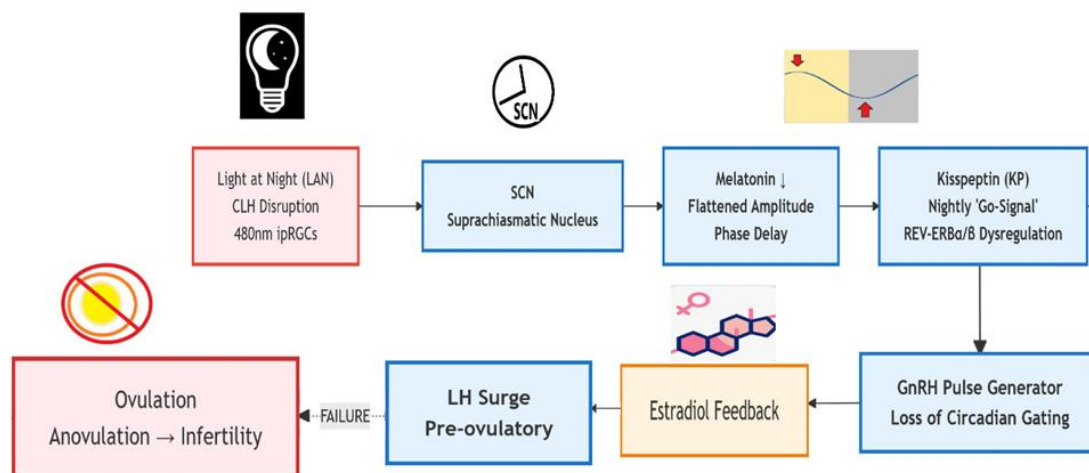 SCN
Light at Night (LAN)
CLH Disruption
480nm ipRGCs
SCN
Suprachiasmatic Nucleus
Melatonin ↓
Flattened Amplitude
Phase Delay
Kisspeptin (KP)
Nightly 'Go-Signal'
REV-ERBα/β Dysregulation
GnRH Pulse Generator
Loss of Circadian Gating
Estradiol Feedback
LH Surge
Pre-ovulatory
FAILURE
Ovulation
Anovulation → Infertility